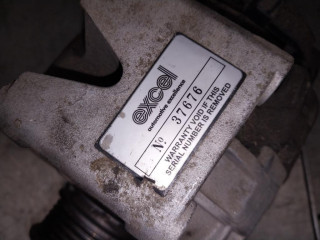 excel
automotive excellence
No 37676
WARRANTY VOID IF THIS
SERIAL NUMBER IS REMOVED